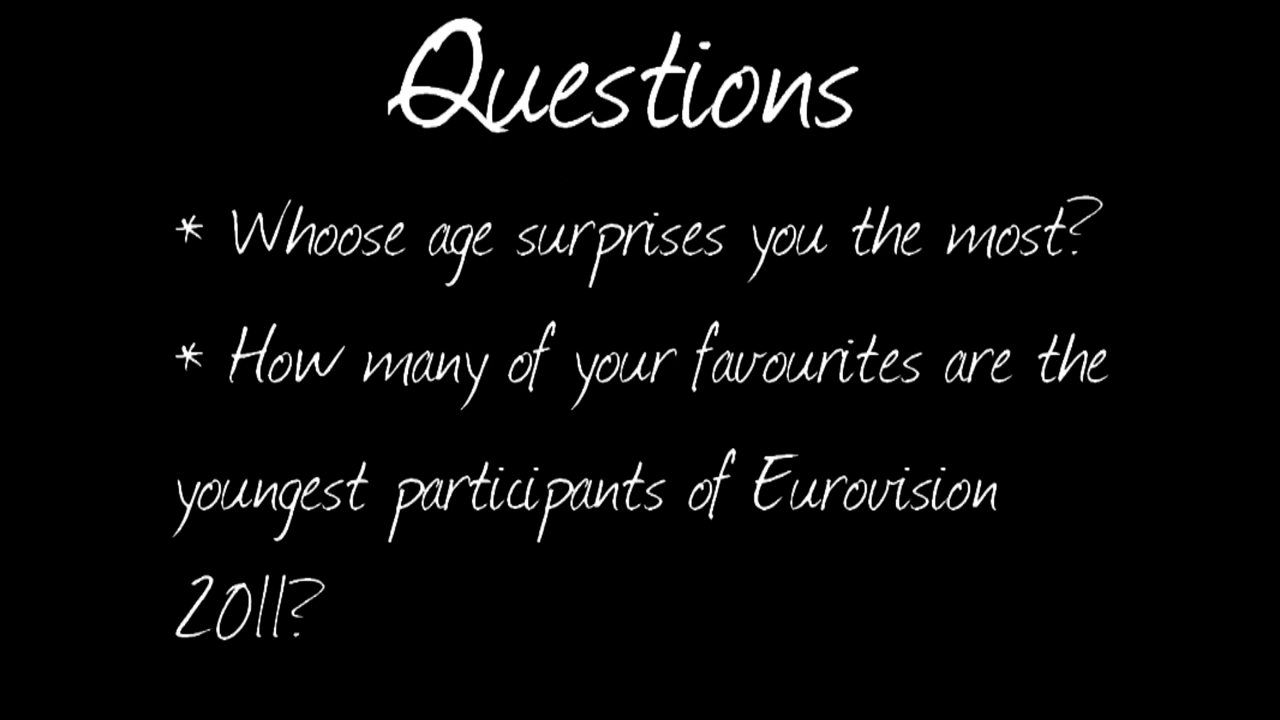 Questions
* Whoose age surprises you the most?
* How many of your favourites are the
youngest participants of Eurovision
2011?